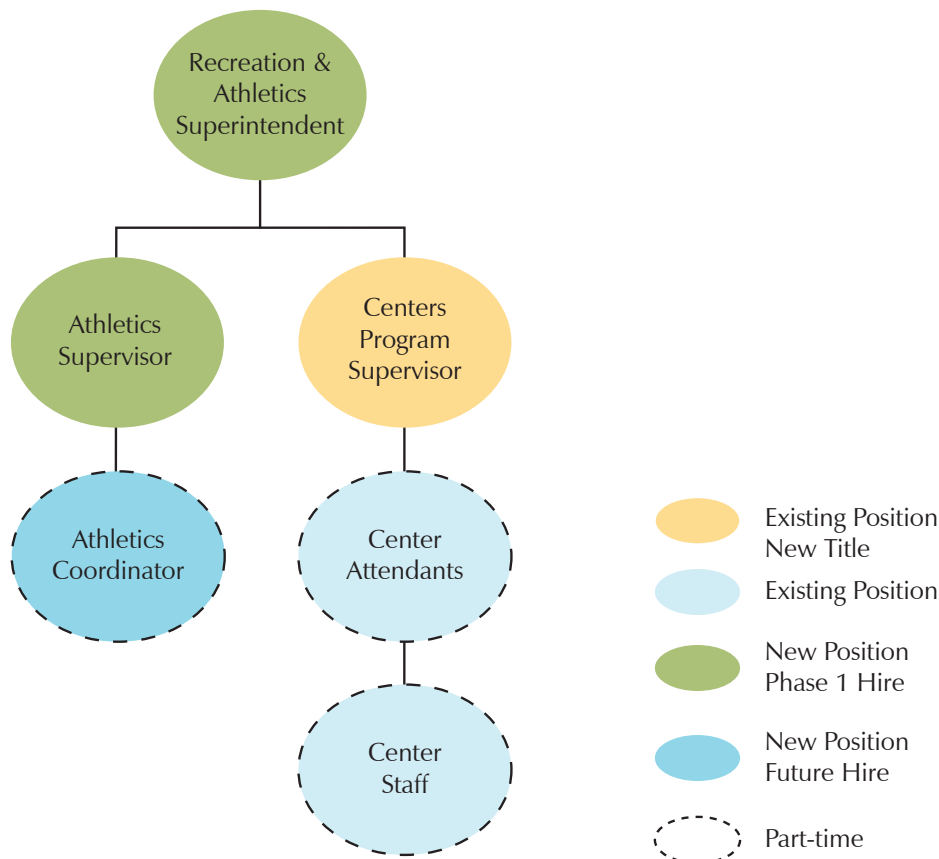 Recreation &
Athletics
Superintendent
Athletics
Supervisor
Centers
Program
Supervisor
Athletics
Coordinator
Center
Attendants
Center
Staff
Existing Position
New Title
Existing Position
New Position
Phase 1 Hire
New Position
Future Hire
Part-time